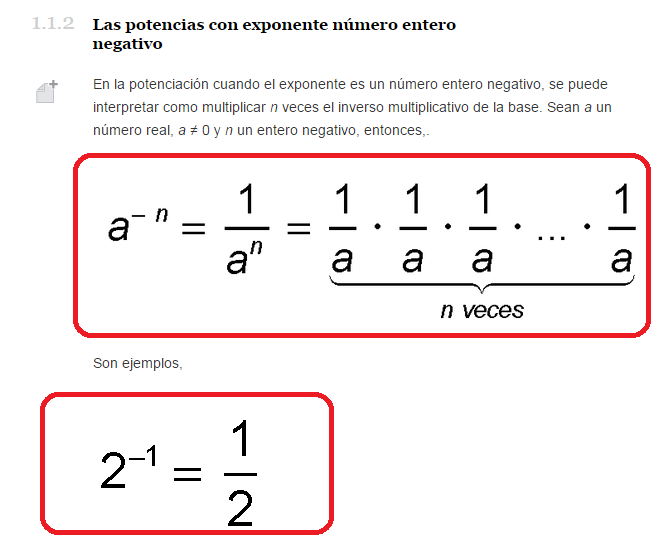 1.1.2 Las potencias con exponente número entero
negativo
En la potenciación cuando el exponente es un número entero negativo, se puede
interpretar como multiplicar n veces el inverso multiplicativo de la base. Sean a un
número real, a ≠ 0 y n un entero negativo, entonces,.
a⁻ⁿ = 1/aⁿ = 1/a · 1/a · 1/a · ... · 1/a
n veces
Son ejemplos,
2⁻¹ = 1/2